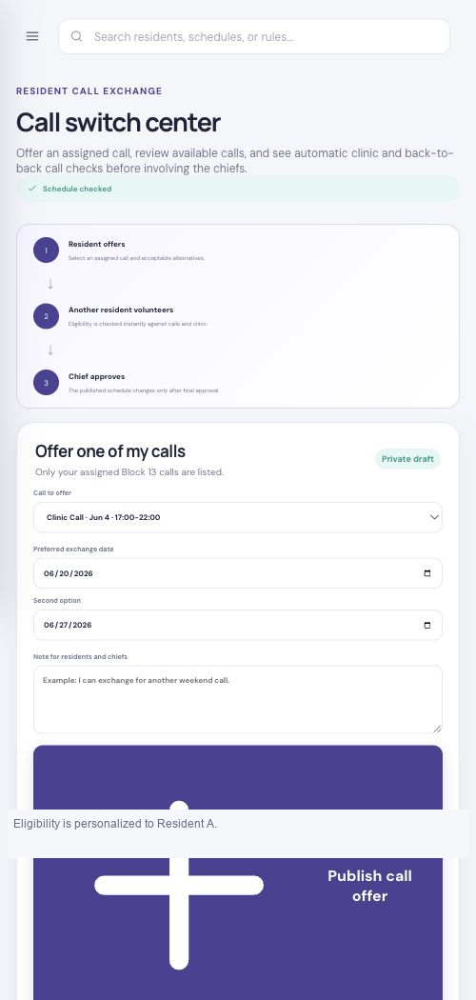 Search residents, schedules, or rules...
RESIDENT CALL EXCHANGE
Call switch center
Offer an assigned call, review available calls, and see automatic clinic and back-to-
back call checks before involving the chiefs.
Schedule checked
1
Resident offers
Select an assigned call and acceptable alternatives.
2
Another resident volunteers
Eligibility is checked instantly against calls and clinic.
3
Chief approves
The published schedule changes only after final approval.
Offer one of my calls
Only your assigned Block 13 calls are listed.
Private draft
Call to offer
Clinic Call · Jun 4 · 17:00-22:00
Preferred exchange date
06/20/2026
Second option
06/27/2026
Note for residents and chiefs
Example: I can exchange for another weekend call.
Eligibility is personalized to Resident A.
Publish call
offer